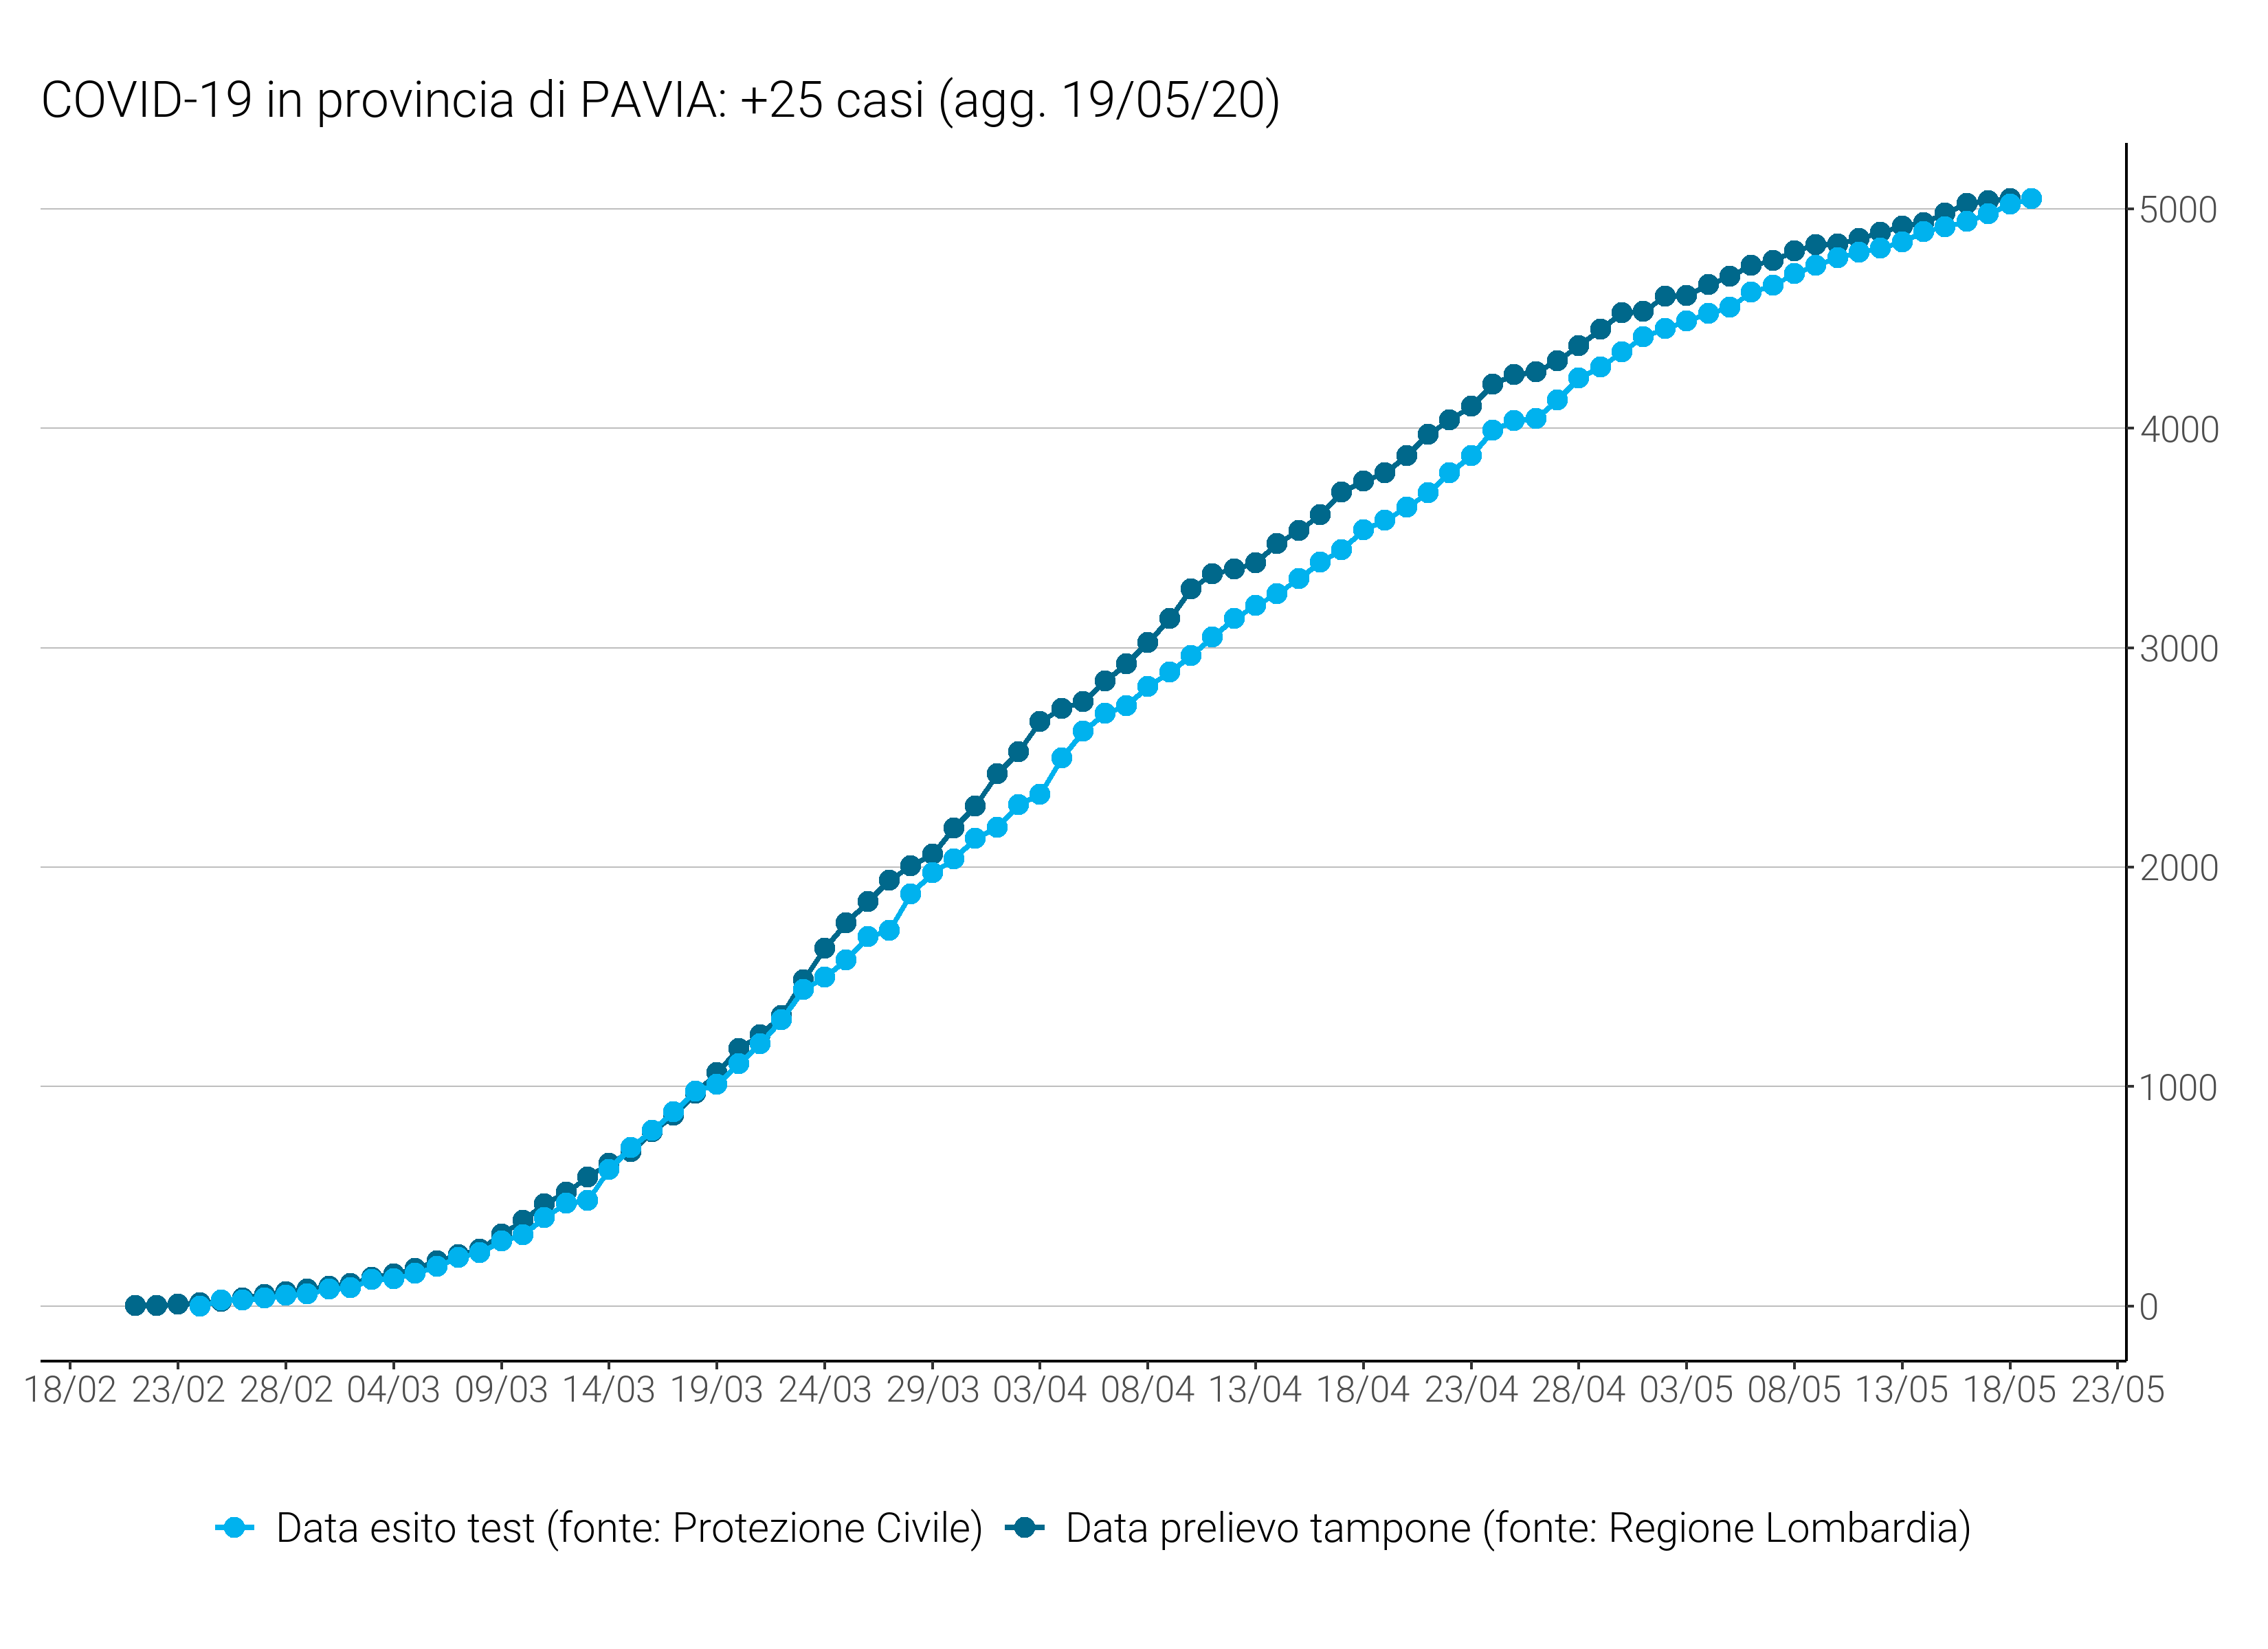 COVID-19 in provincia di PAVIA: +25 casi (agg. 19/05/20)
5000
4000
3000
2000
1000
0
18/02 23/02 28/02 04/03 09/03 14/03 19/03 24/03 29/03 03/04 08/04 13/04 18/04 23/04 28/04 03/05 08/05 13/05 18/05 23/05
Data esito test (fonte: Protezione Civile) Data prelievo tampone (fonte: Regione Lombardia)